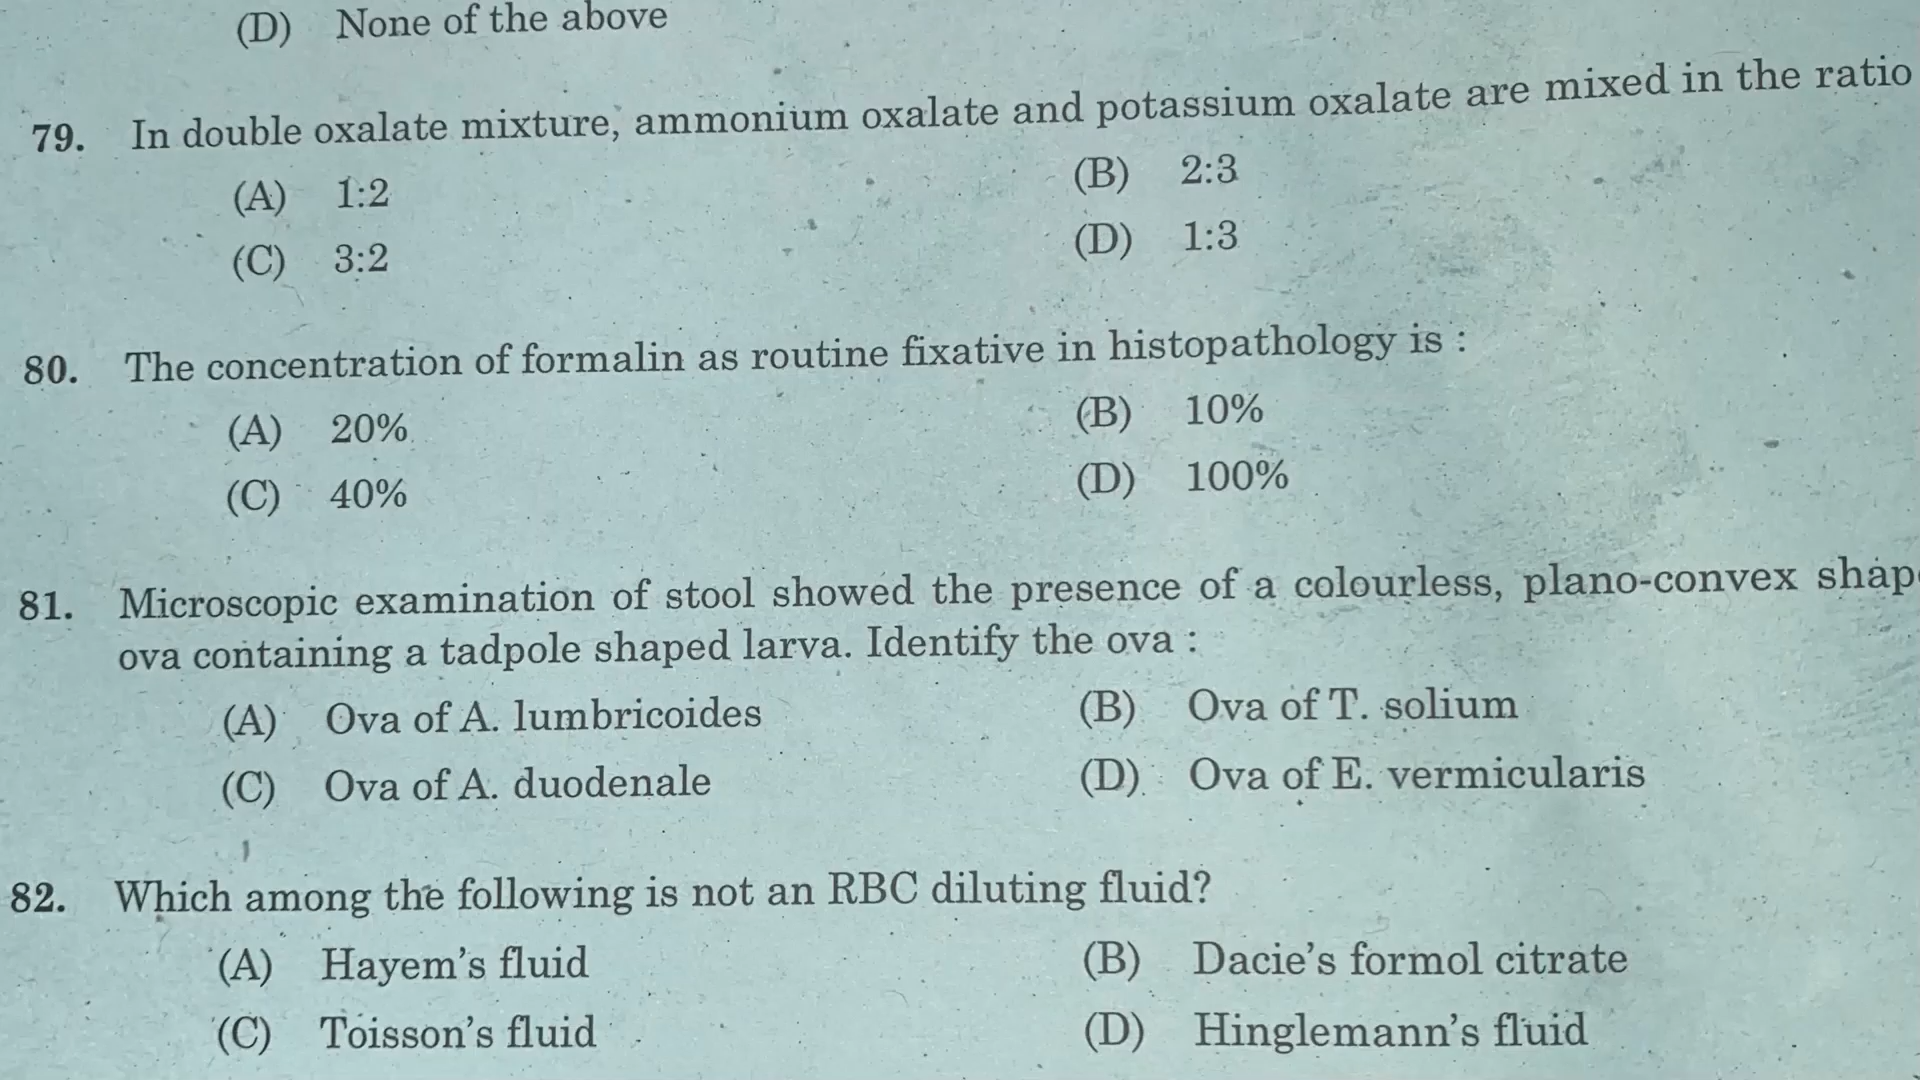 (D) None of the above
79. In double oxalate mixture, ammonium oxalate and potassium oxalate are mixed in the ratio
(A) 1:2 (B) 2:3
(C) 3:2 (D) 1:3
80. The concentration of formalin as routine fixative in histopathology is :
(A) 20% (B) 10%
(C) 40% (D) 100%
81. Microscopic examination of stool showed the presence of a colourless, plano-convex shape
ova containing a tadpole shaped larva. Identify the ova :
(A) Ova of A. lumbricoides (B) Ova of T. solium
(C) Ova of A. duodenale (D) Ova of E. vermicularis
82. Which among the following is not an RBC diluting fluid?
(A) Hayem's fluid (B) Dacie's formol citrate
(C) Toisson's fluid (D) Hinglemann's fluid